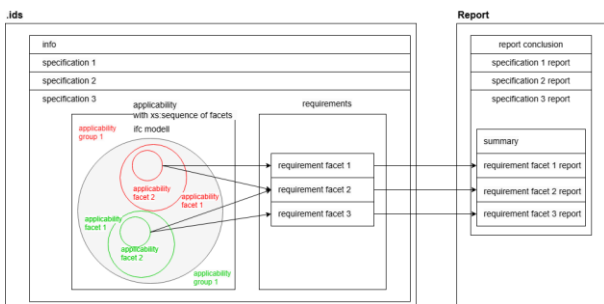 .ids
info
specification 1
specification 2
specification 3
applicability
with xs:sequence of facets
ifc modell
applicability
group 1
applicability
facet 2
applicability
facet 1
applicability
facet 1
applicability
facet 2
applicability
group 1
requirements
requirement facet 1
requirement facet 2
requirement facet 3
Report
report conclusion
specification 1 report
specification 2 report
specification 3 report
summary
requirement facet 1 report
requirement facet 2 report
requirement facet 3 report